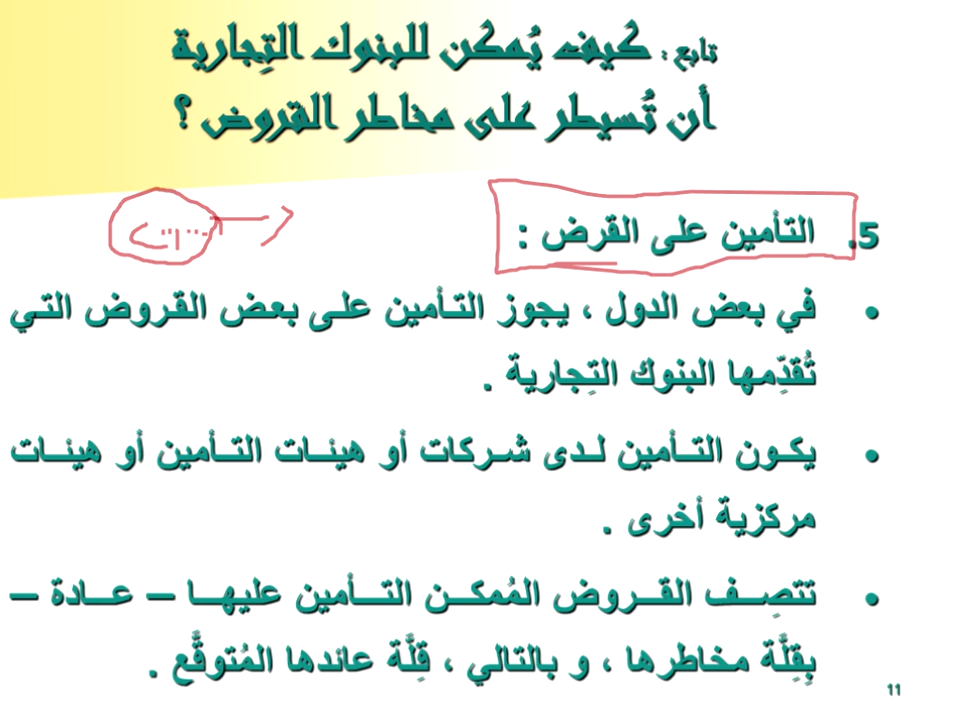 تابع : كيف يُمكن للبنوك التِجارية
أن تُسيطر على مخاطر القروض ؟
5. التأمين على القرض :
• في بعض الدول ، يجوز التأمين على بعض القروض التي
تُقدِّمها البنوك التِجارية .
• يكون التأمين لدى شركات أو هيئات التأمين أو هيئات
مركزية أخرى .
• تتصِف القروض المُمكن التأمين عليها – عادة –
بِقِلَّة مخاطرها ، و بالتالي ، قِلَّة عائدها المُتوقَّع .
11